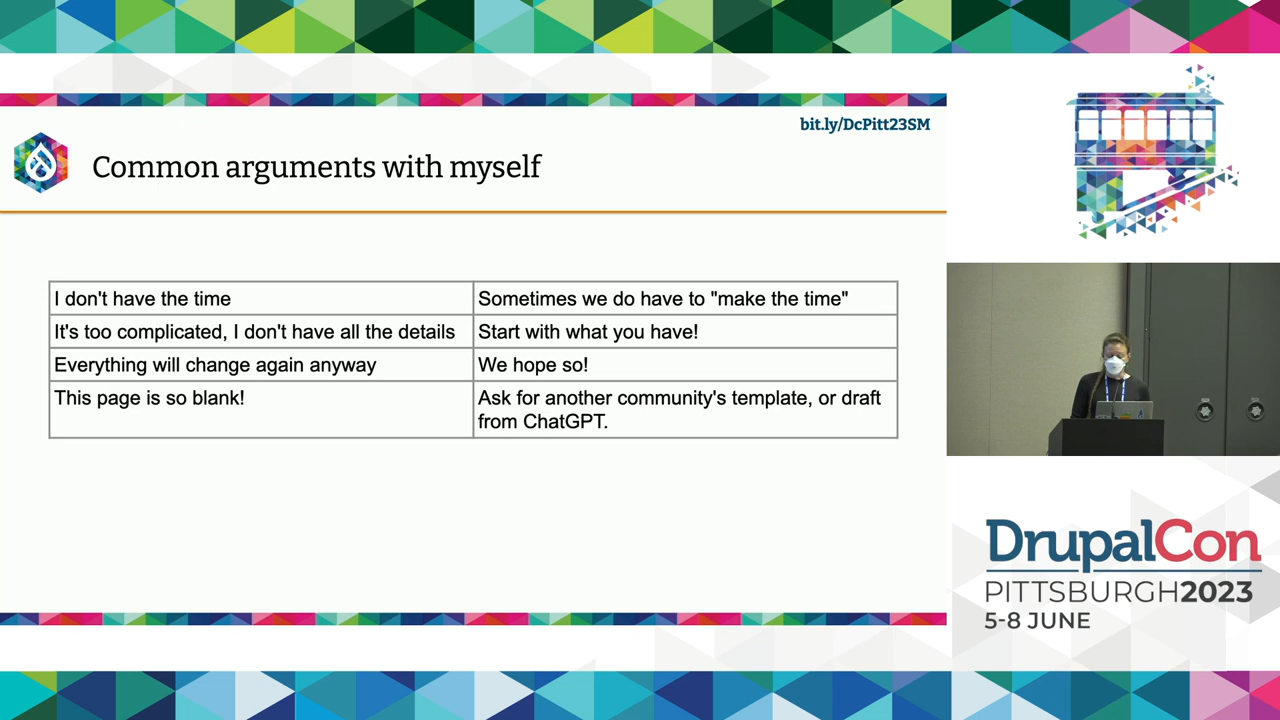 bit.ly/DcPitt23SM
Common arguments with myself
I don't have the time
Sometimes we do have to "make the time"
It's too complicated, I don't have all the details
Start with what you have!
Everything will change again anyway
We hope so!
This page is so blank!
Ask for another community's template, or draft
from ChatGPT.
DrupalCon
PITTSBURGH2023
5-8 JUNE